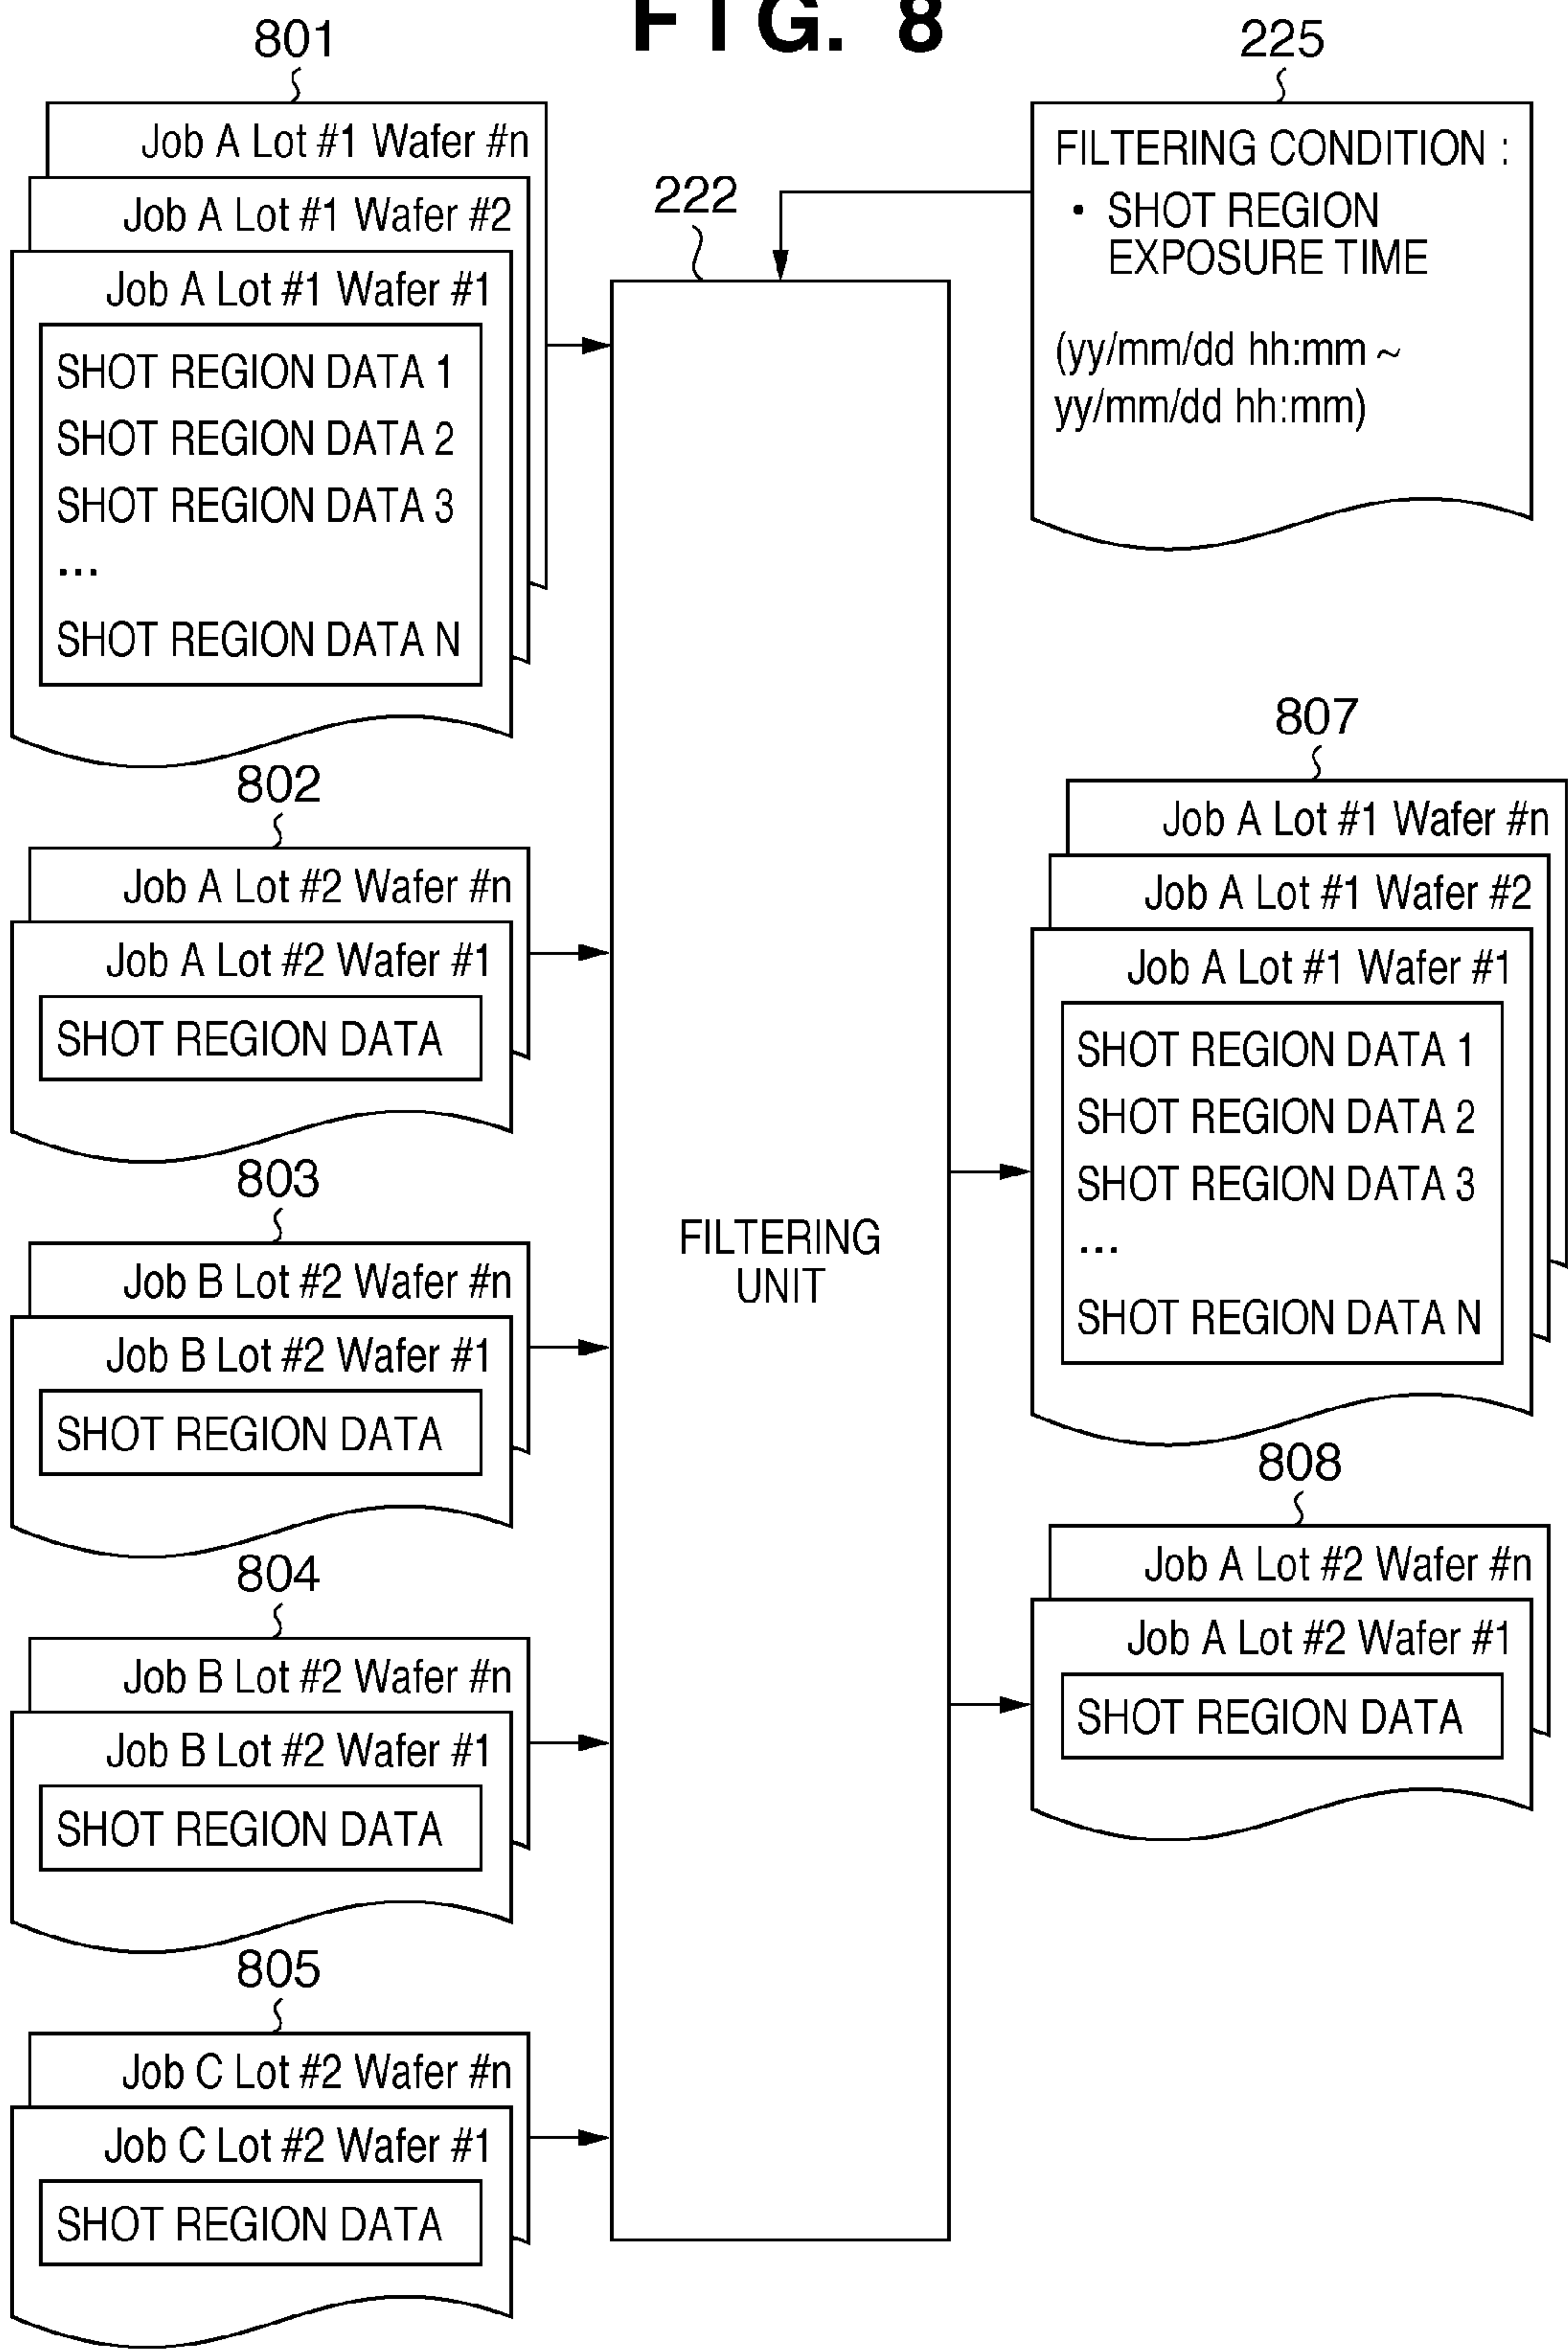 FIG. 8
801
Job A Lot #1 Wafer #n
Job A Lot #1 Wafer #2
Job A Lot #1 Wafer #1
SHOT REGION DATA 1
SHOT REGION DATA 2
SHOT REGION DATA 3
...
SHOT REGION DATA N
802
Job A Lot #2 Wafer #n
Job A Lot #2 Wafer #1
SHOT REGION DATA
803
Job B Lot #2 Wafer #n
Job B Lot #2 Wafer #1
SHOT REGION DATA
804
Job B Lot #2 Wafer #n
Job B Lot #2 Wafer #1
SHOT REGION DATA
805
Job C Lot #2 Wafer #n
Job C Lot #2 Wafer #1
SHOT REGION DATA
222
FILTERING
UNIT
225
FILTERING CONDITION :
• SHOT REGION
EXPOSURE TIME
(yy/mm/dd hh:mm ~
yy/mm/dd hh:mm)
807
Job A Lot #1 Wafer #n
Job A Lot #1 Wafer #2
Job A Lot #1 Wafer #1
SHOT REGION DATA 1
SHOT REGION DATA 2
SHOT REGION DATA 3
...
SHOT REGION DATA N
808
Job A Lot #2 Wafer #n
Job A Lot #2 Wafer #1
SHOT REGION DATA